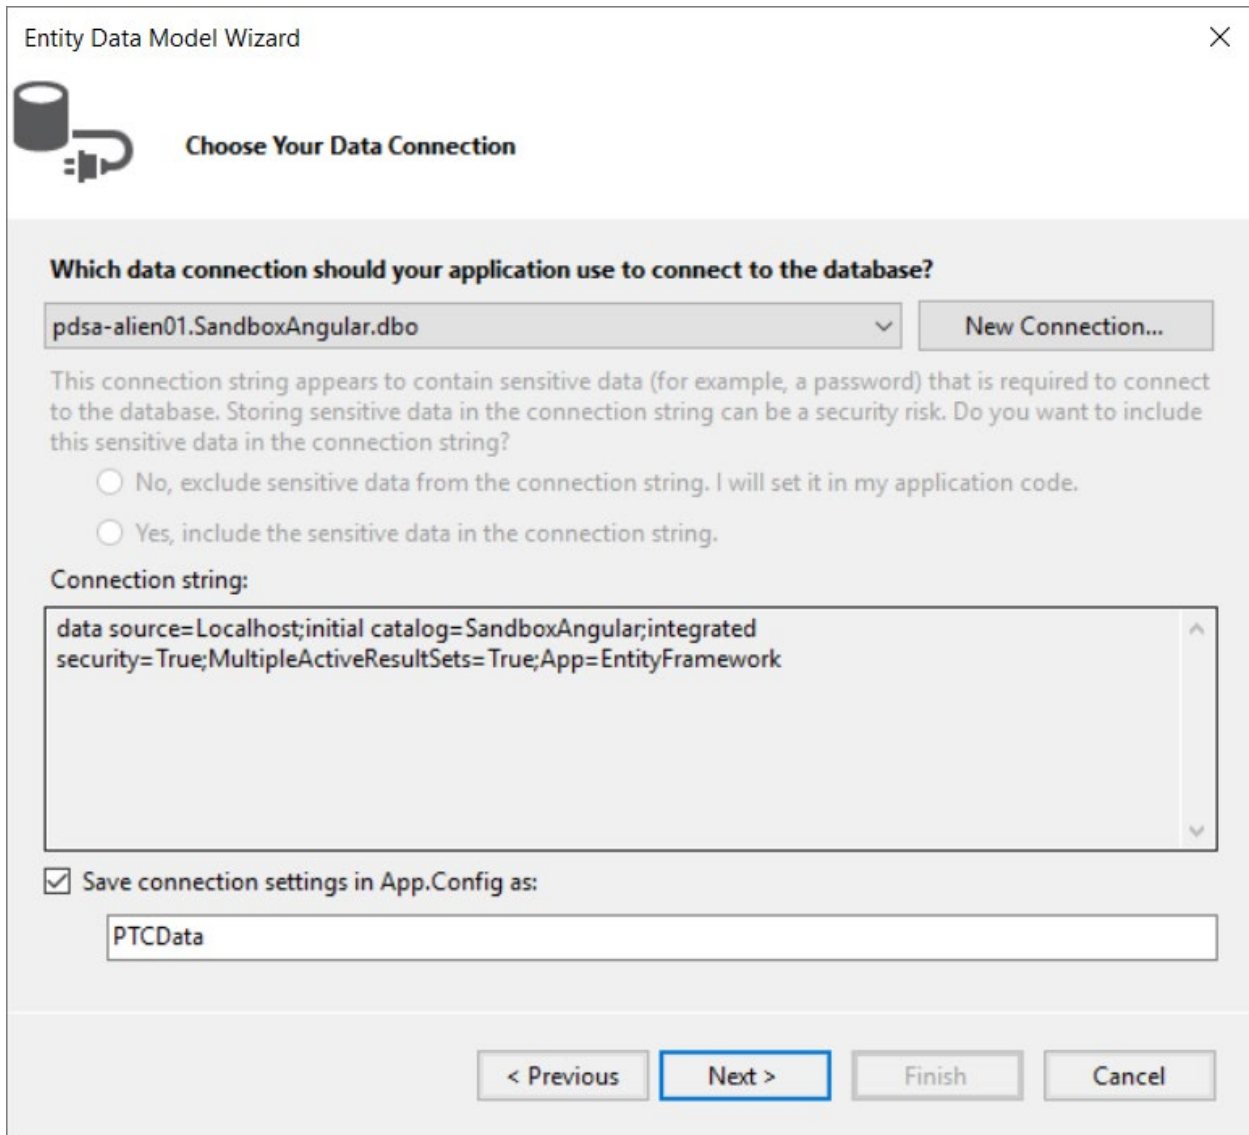 Entity Data Model Wizard
Choose Your Data Connection
Which data connection should your application use to connect to the database?
pdsa-alien01.SandboxAngular.dbo
New Connection...
This connection string appears to contain sensitive data (for example, a password) that is required to connect
to the database. Storing sensitive data in the connection string can be a security risk. Do you want to include
this sensitive data in the connection string?
No, exclude sensitive data from the connection string. I will set it in my application code.
Yes, include the sensitive data in the connection string.
Connection string:
data source=Localhost;initial catalog=SandboxAngular;integrated
security=True;MultipleActiveResultSets=True;App=EntityFramework
Save connection settings in App.Config as:
PTCData
< Previous
Next >
Finish
Cancel